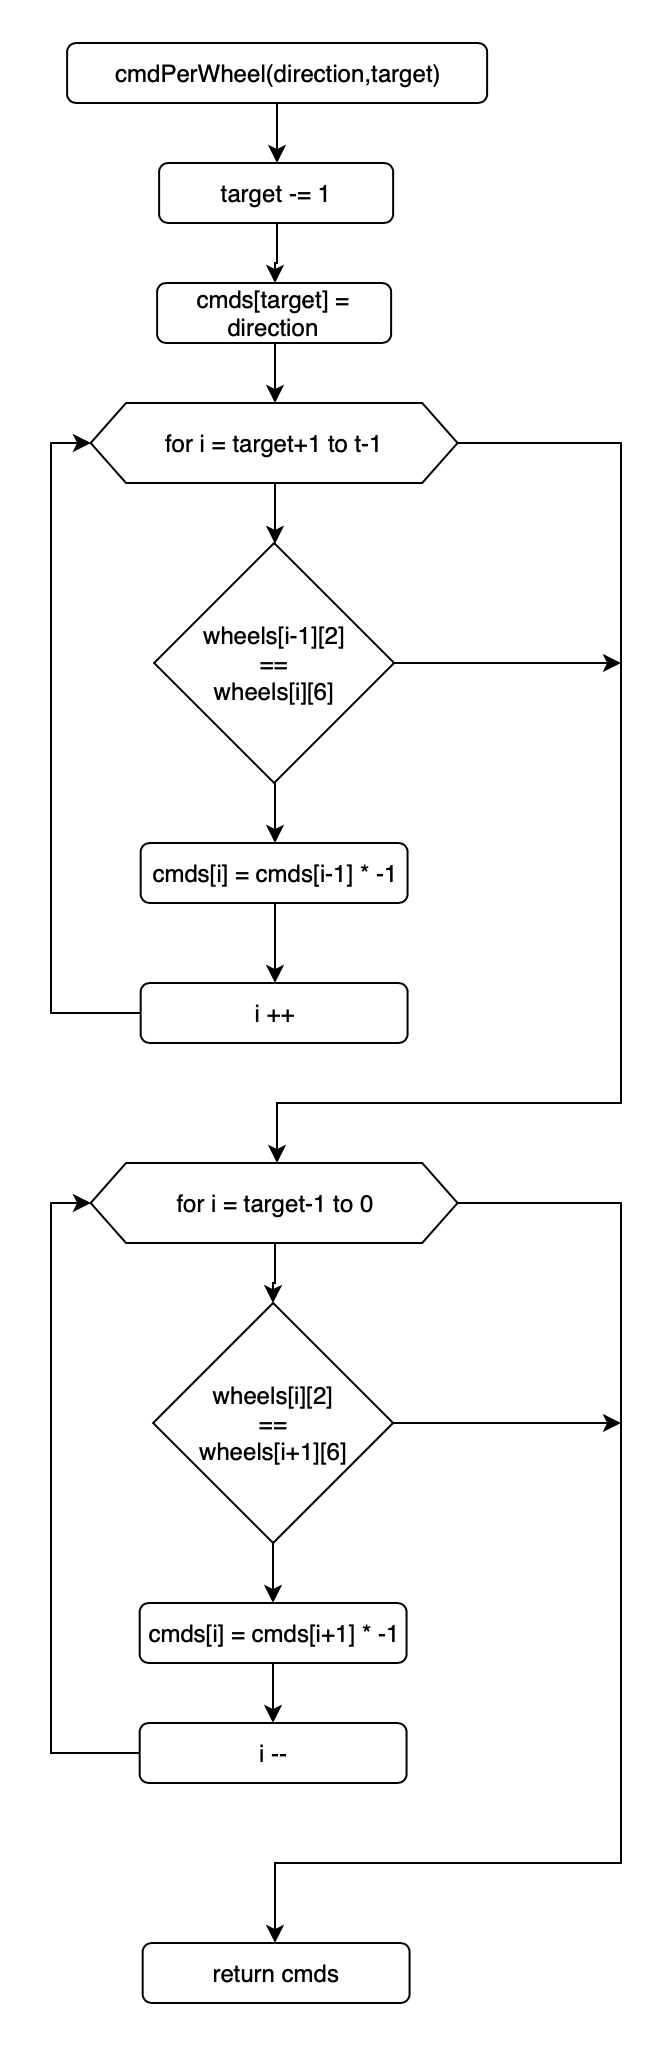 cmdPerWheel(direction,target)
target -= 1
cmds[target] =
direction
for i = target+1 to t-1
wheels[i-1][2]
==
wheels[i][6]
cmds[i] = cmds[i-1] * -1
i ++
for i = target-1 to 0
wheels[i][2]
==
wheels[i+1][6]
cmds[i] = cmds[i+1] * -1
i --
return cmds